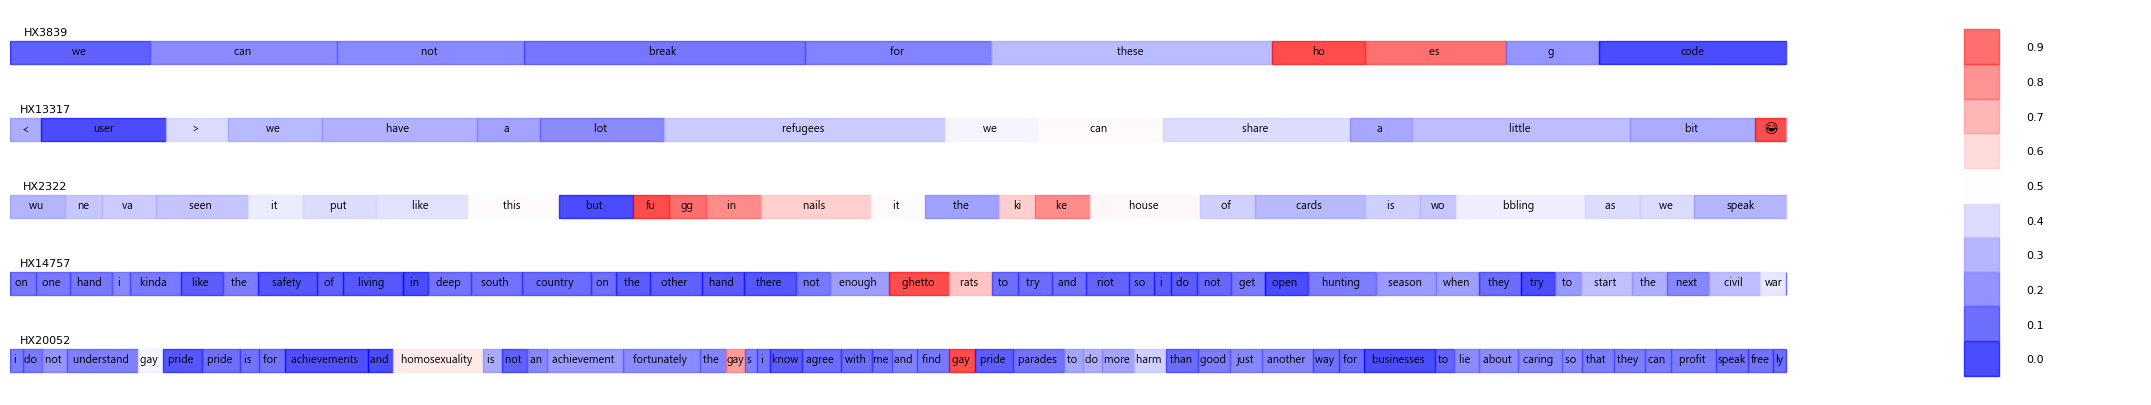 HX3839
we can not break for these ho es g code
HX13317
< user > we have a lot refugees we can share a little bit 😂
HX2322
wu ne va seen it put like this but fu gg in nails it the ki ke house of cards is wo bbling as we speak
HX14757
on one hand i kinda like the safety of living in deep south country on the other hand there not enough ghetto rats to try and riot so i do not get open hunting season when they try to start the next civil war
HX20052
i do not understand gay pride pride is for achievements and homosexuality is not an achievement fortunately the gay s i know agree with me and find gay pride parades to do more harm than good just another way for businesses to lie about caring so that they can profit speak free ly
0.9
0.8
0.7
0.6
0.5
0.4
0.3
0.2
0.1
0.0